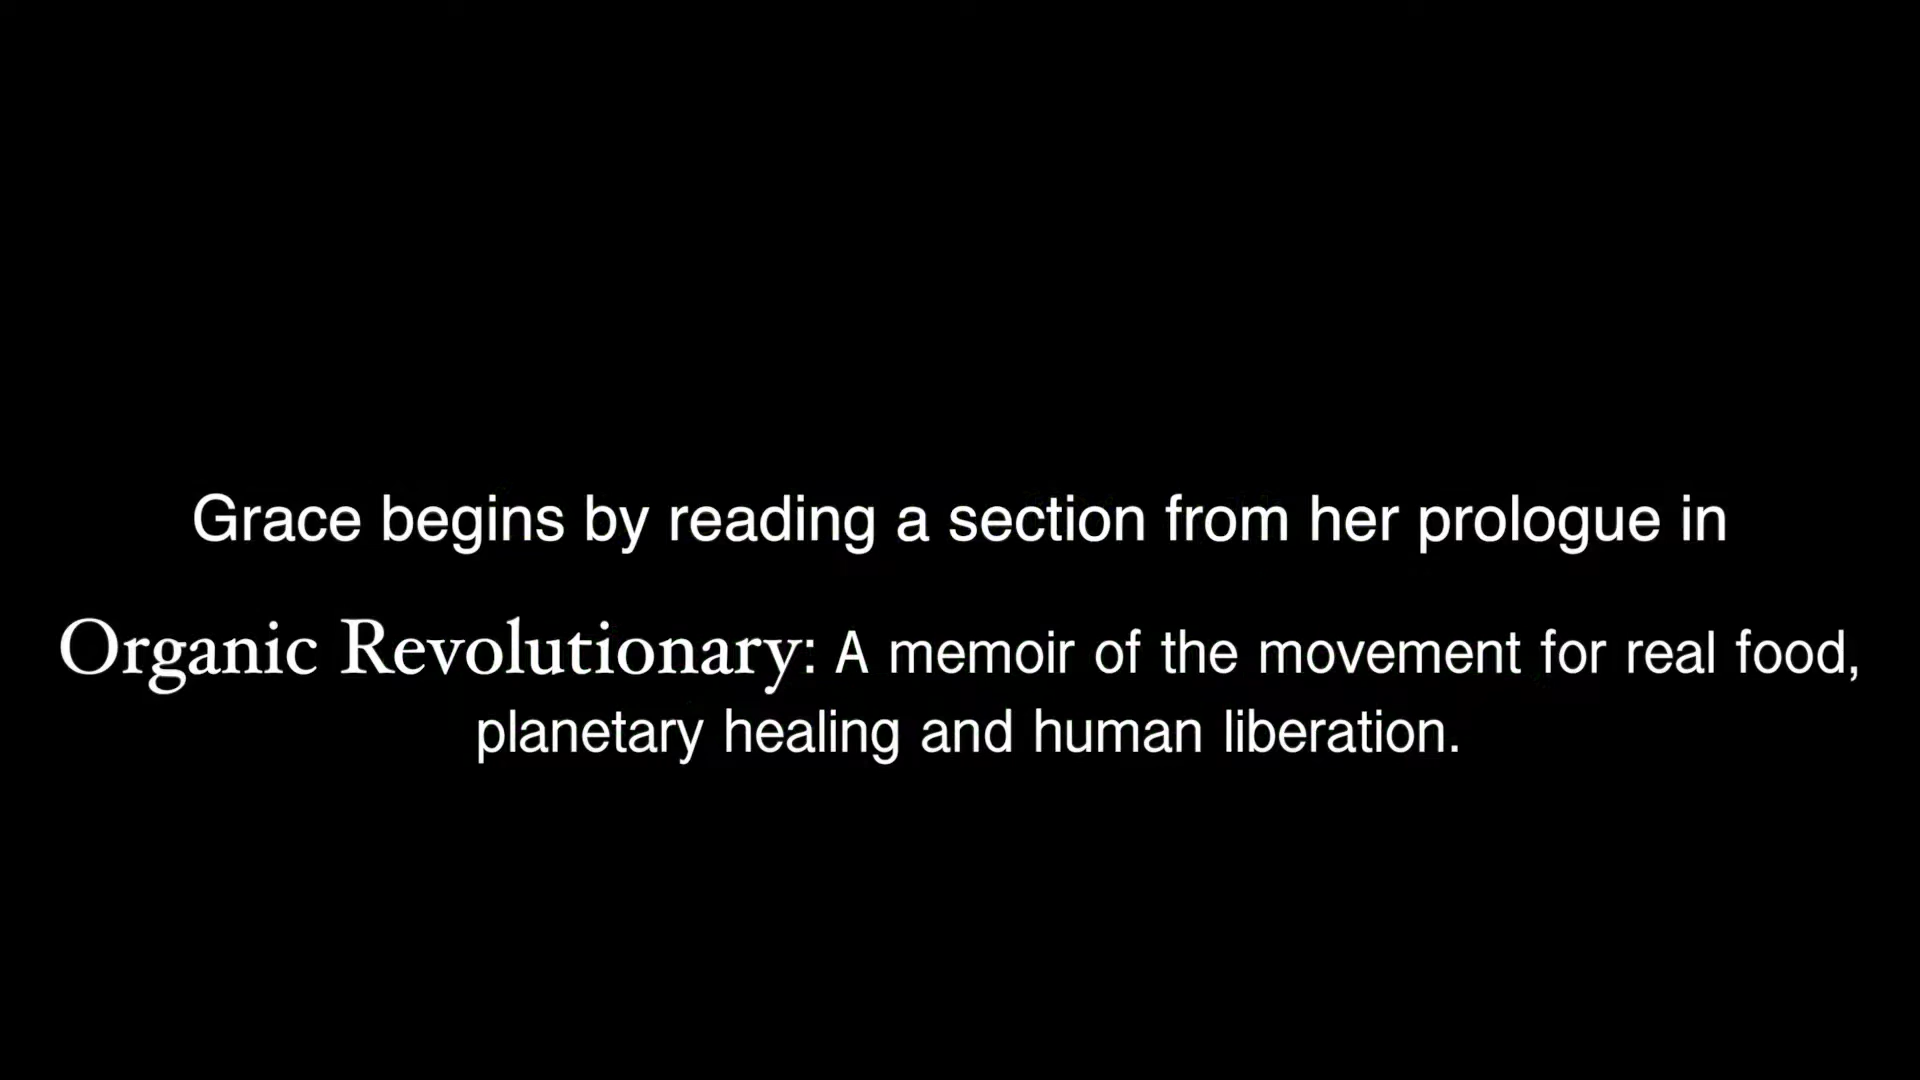 Grace begins by reading a section from her prologue in
Organic Revolutionary: A memoir of the movement for real food,
planetary healing and human liberation.